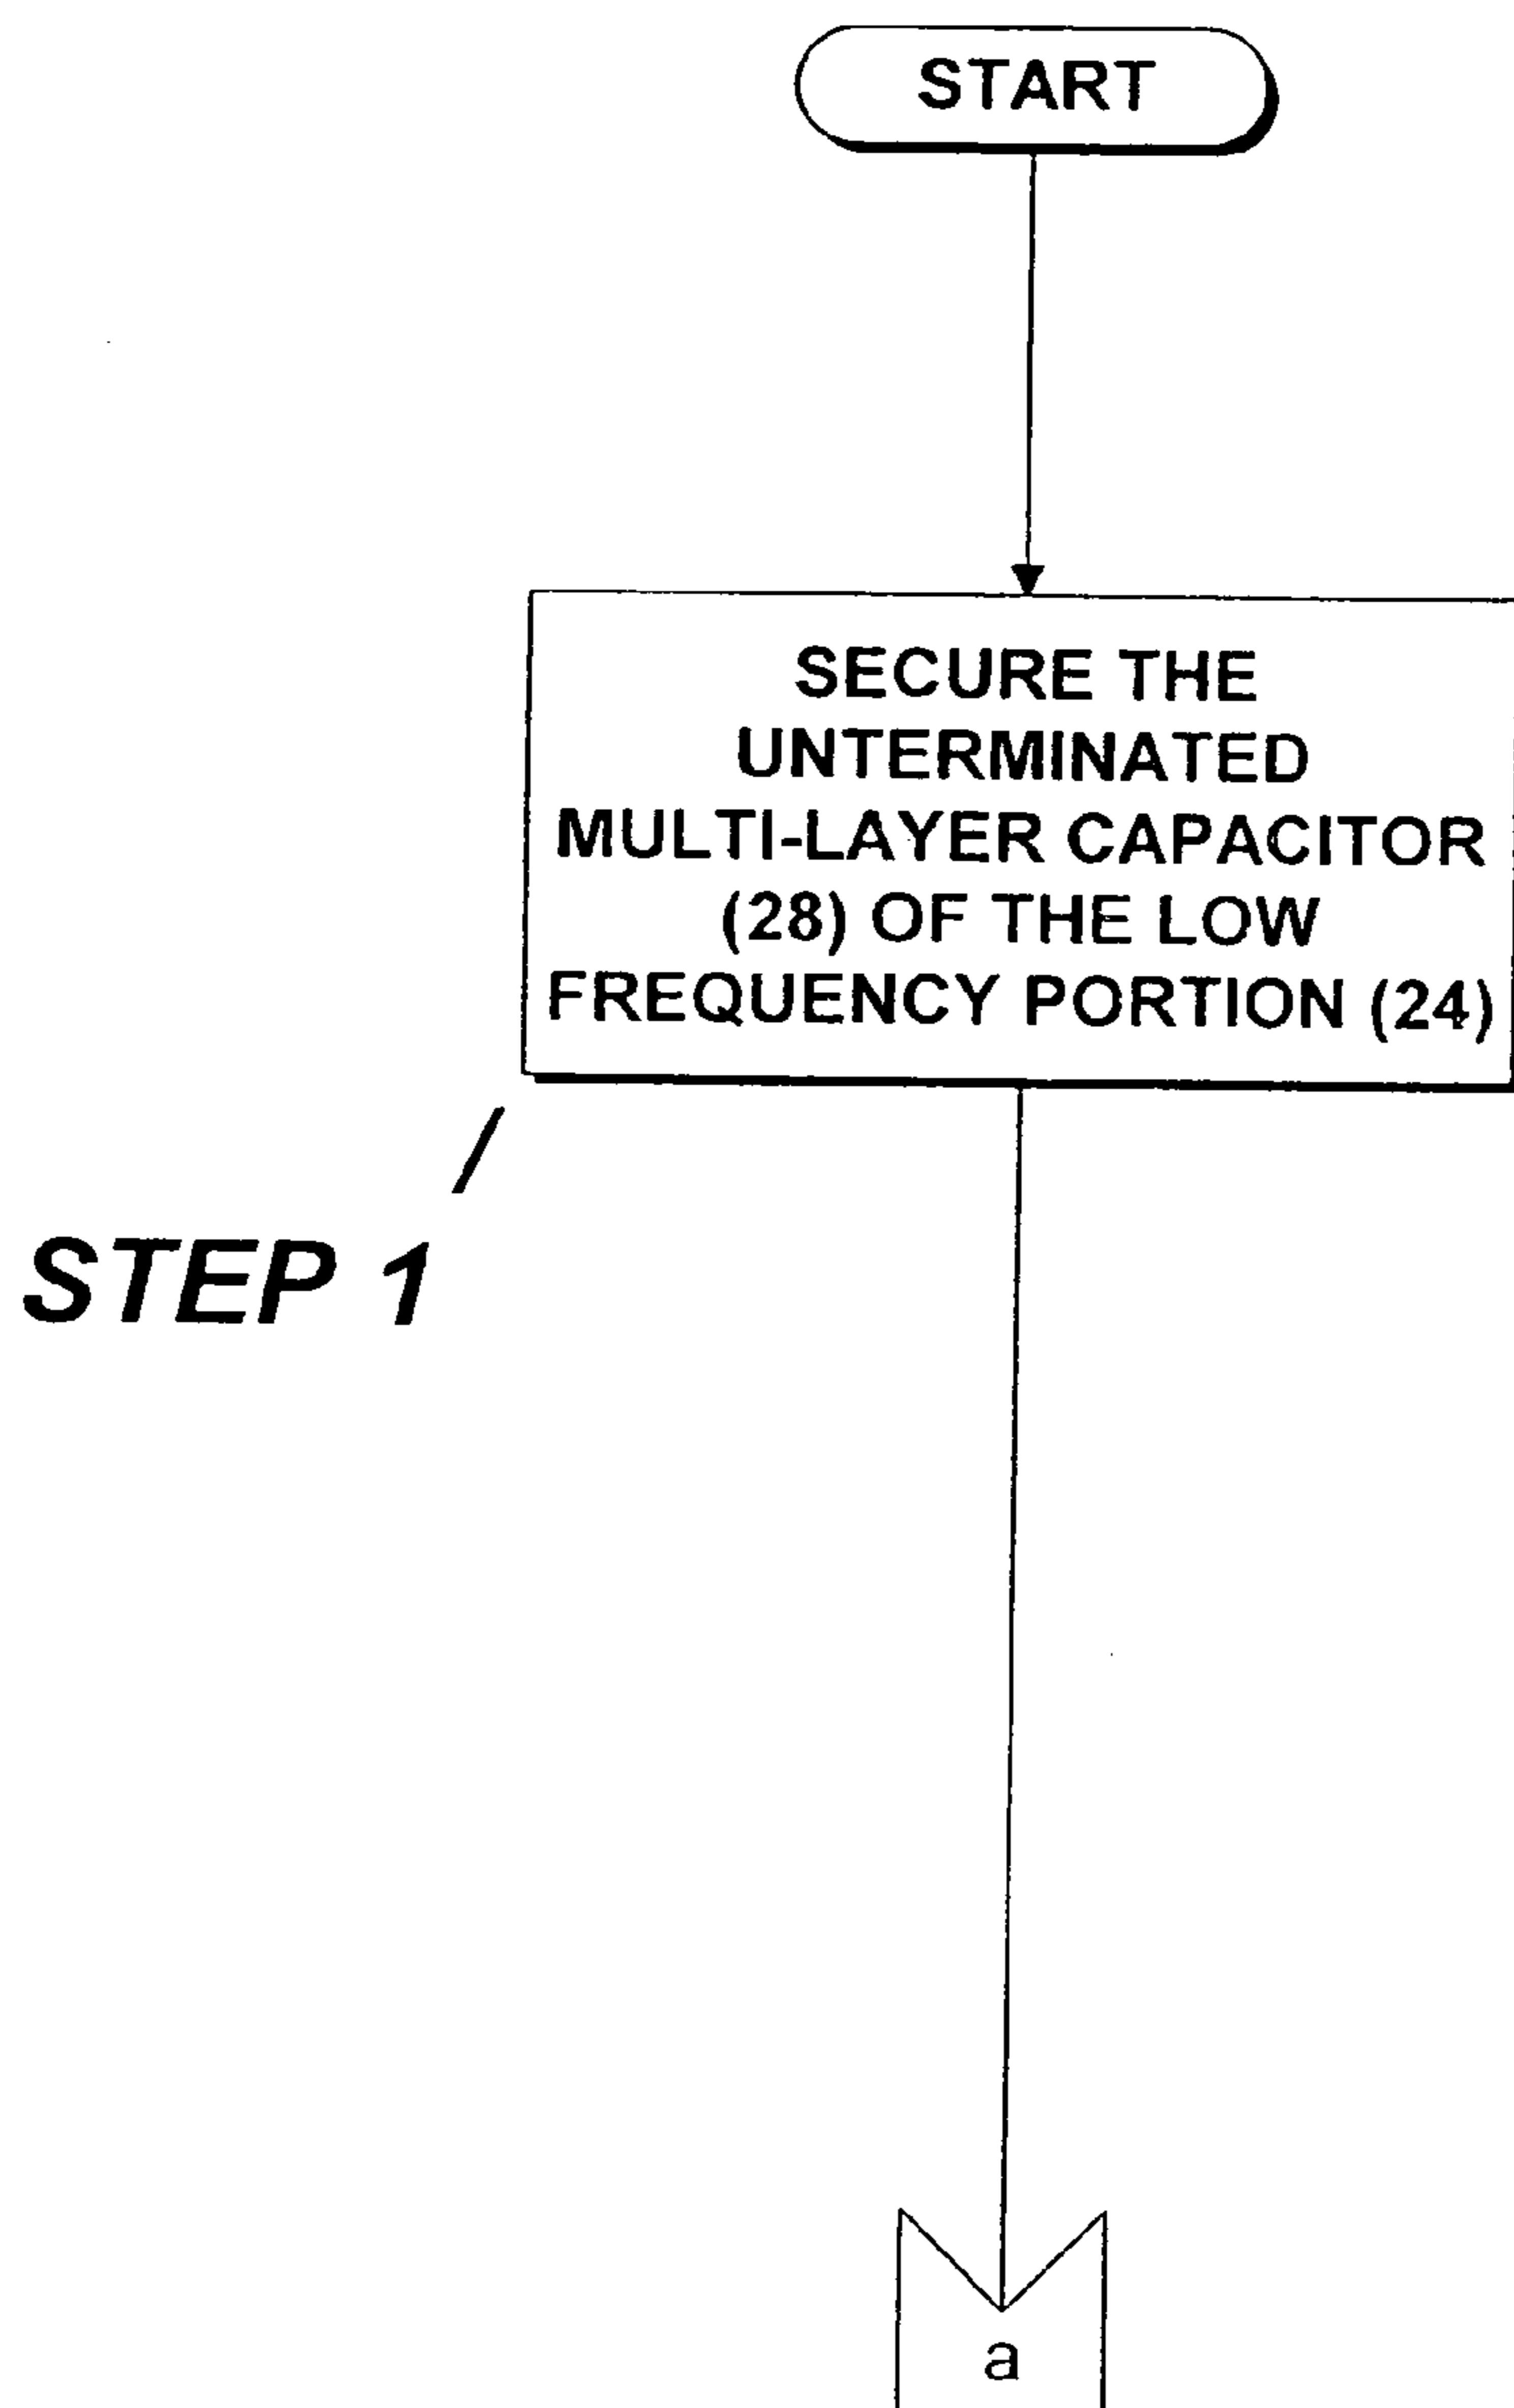 START
SECURE THE
UNTERMINATED
MULTI-LAYER CAPACITOR
(28) OF THE LOW
FREQUENCY PORTION (24)
STEP 1
a